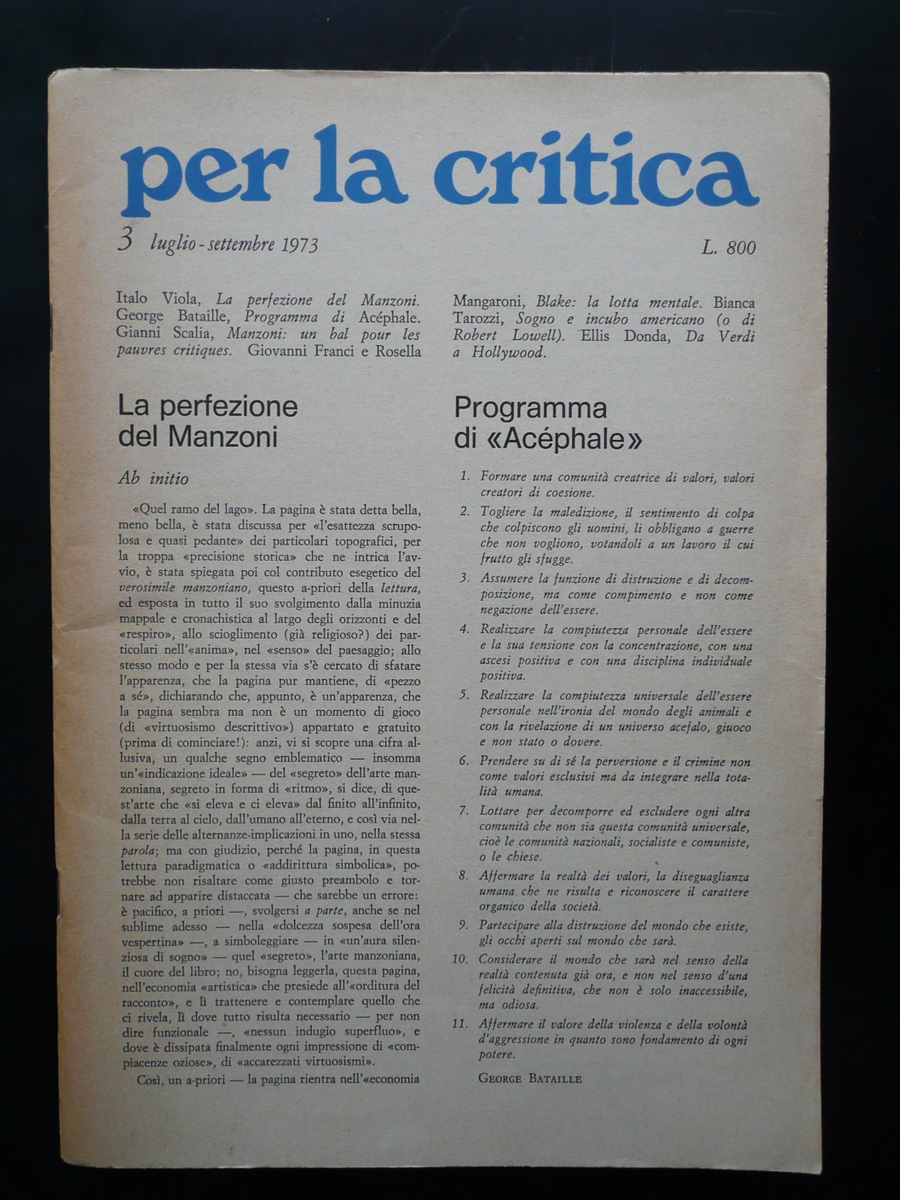 per la critica
3 luglio-settembre 1973
L. 800
Italo Viola, La perfezione del Manzoni.
George Bataille, Programma di Acéphale.
Gianni Scalia, Manzoni: un bal pour les
pauvres critiques. Giovanni Franci e Rosella
Mangaroni, Blake: la lotta mentale. Bianca
Tarozzi, Sogno e incubo americano (o di
Robert Lowell). Ellis Donda, Da Verdi
a Hollywood.
La perfezione
del Manzoni
Ab initio
«Quel ramo del lago». La pagina è stata detta bella,
meno bella, è stata discussa per «l'esattezza scrupo-
losa e quasi pedante» dei particolari topografici, per
la troppa «precisione storica» che ne intrica l'av-
vio, è stata spiegata poi col contributo esegetico del
verosimile manzoniano, questo a-priori della lettura,
ed esposta in tutto il suo svolgimento dalla minuzia
mappale e cronachistica al largo degli orizzonti e del
«respiro», allo scioglimento (già religioso?) dei par-
ticolari nell'«anima», nel «senso» del paesaggio; allo
stesso modo e per la stessa via s'è cercato di sfatare
l'apparenza, che la pagina pur mantiene, di «pezzo
a sé», dichiarando che, appunto, è un'apparenza, che
la pagina sembra ma non è un momento di gioco
(di «virtuosismo descrittivo») appartato e gratuito
(prima di cominciare!): anzi, vi si scopre una cifra al-
lusiva, un qualche segno emblematico — insomma
un'«indicazione ideale» — del «segreto» dell'arte man-
zoniana, segreto in forma di «ritmo», si dice, di que-
st'arte che «si eleva e ci eleva» dal finito all'infinito,
dalla terra al cielo, dall'umano all'eterno, e così via nel-
la serie delle alternanze-implicazioni in uno, nella stessa
parola; ma con giudizio, perché la pagina, in questa
lettura paradigmatica o «addirittura simbolica», po-
trebbe non risaltare come giusto preambolo e tor-
nare ad apparire distaccata — che sarebbe un errore:
è pacifico, a priori —, svolgersi a parte, anche se nel
sublime adesso — nella «dolcezza sospesa dell'ora
vespertina» —, a simboleggiare — in «un'aura silen-
ziosa di sogno» — quel «segreto», l'arte manzoniana,
il cuore del libro; no, bisogna leggerla, questa pagina,
nell'economia «artistica» che presiede all'«orditura del
racconto», e lì trattenere e contemplare quello che
ci rivela, lì dove tutto risulta necessario — per non
dire funzionale —, «nessun indugio superfluo», e
dove è dissipata finalmente ogni impressione di «com-
piacenze oziose», di «accarezzati virtuosismi».
Così, un a-priori — la pagina rientra nell'«economia
Programma
di «Acéphale»
1. Formare una comunità creatrice di valori, valori
creatori di coesione.
2. Togliere la maledizione, il sentimento di colpa
che colpiscono gli uomini, li obbligano a guerre
che non vogliono, votandoli a un lavoro il cui
frutto gli sfugge.
3. Assumere la funzione di distruzione e di decom-
posizione, ma come compimento e non come
negazione dell'essere.
4. Realizzare la compiutezza personale dell'essere
e la sua tensione con la concentrazione, con una
ascesi positiva e con una disciplina individuale
positiva.
5. Realizzare la compiutezza universale dell'essere
personale nell'ironia del mondo degli animali e
con la rivelazione di un universo acefalo, giuoco
e non stato o dovere.
6. Prendere su di sé la perversione e il crimine non
come valori esclusivi ma da integrare nella tota-
lità umana.
7. Lottare per decomporre ed escludere ogni altra
comunità che non sia questa comunità universale,
cioè le comunità nazionali, socialiste e comuniste,
o le chiese.
8. Affermare la realtà dei valori, la diseguaglianza
umana che ne risulta e riconoscere il carattere
organico della società.
9. Partecipare alla distruzione del mondo che esiste,
gli occhi aperti sul mondo che sarà.
10. Considerare il mondo che sarà nel senso della
realtà contenuta già ora, e non nel senso d'una
felicità definitiva, che non è solo inaccessibile,
ma odiosa.
11. Affermare il valore della violenza e della volontà
d'aggressione in quanto sono fondamento di ogni
potere.
GEORGE BATAILLE